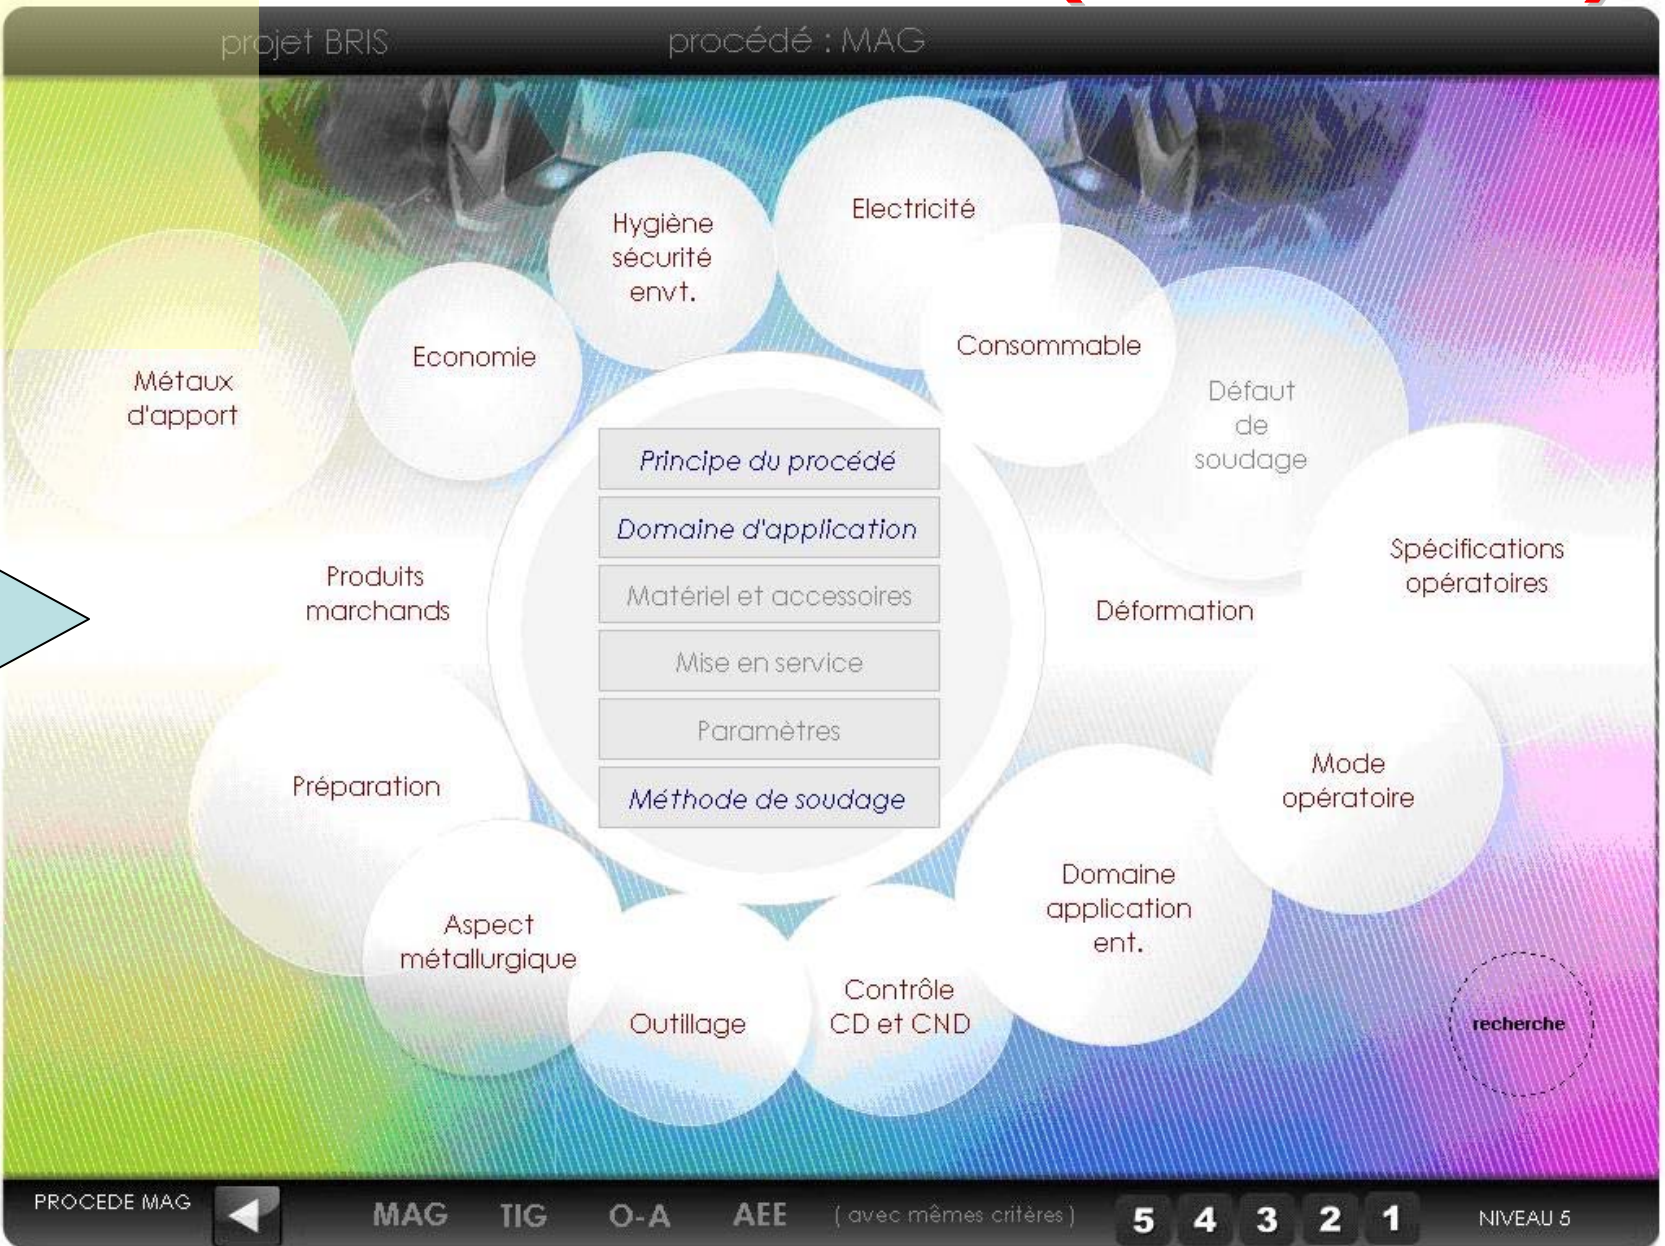 projet BRIS
procédé : MAG
Hygiène
sécurité
envt.
Electricité
Consommable
Economie
Métaux
d'apport
Défaut
de
soudage
Principe du procédé
Domaine d'application
Matériel et accessoires
Mise en service
Paramètres
Méthode de soudage
Spécifications
opératoires
Produits
marchands
Déformation
Préparation
Mode
opératoire
Domaine
application
ent.
Aspect
métallurgique
Outillage
Contrôle
CD et CND
recherche
PROCEDE MAG
MAG TIG O-A AEE ( avec mêmes critères ) 5 4 3 2 1
NIVEAU 5